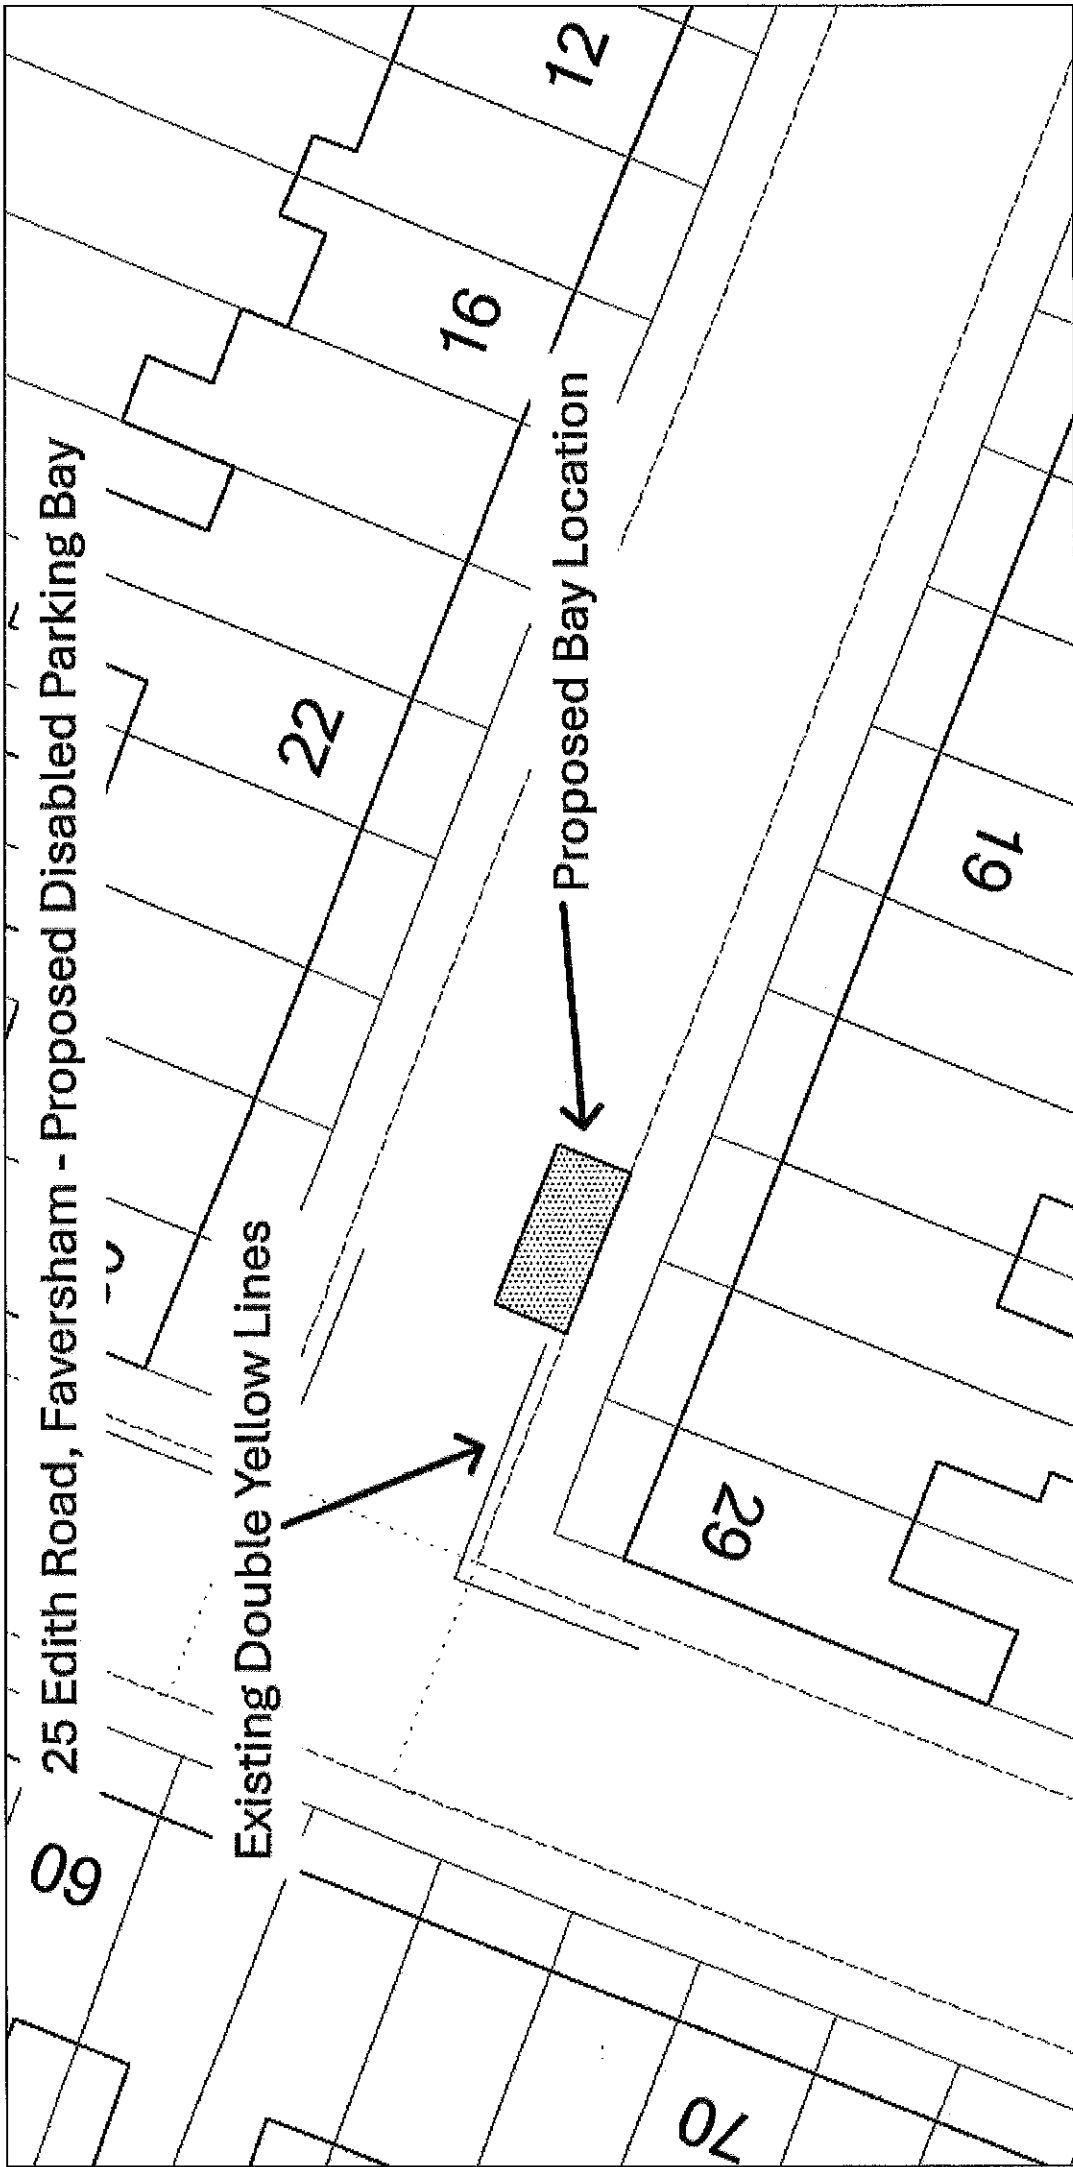 25 Edith Road, Faversham - Proposed Disabled Parking Bay
60
22
16
12
Existing Double Yellow Lines
Proposed Bay Location
70
29
19